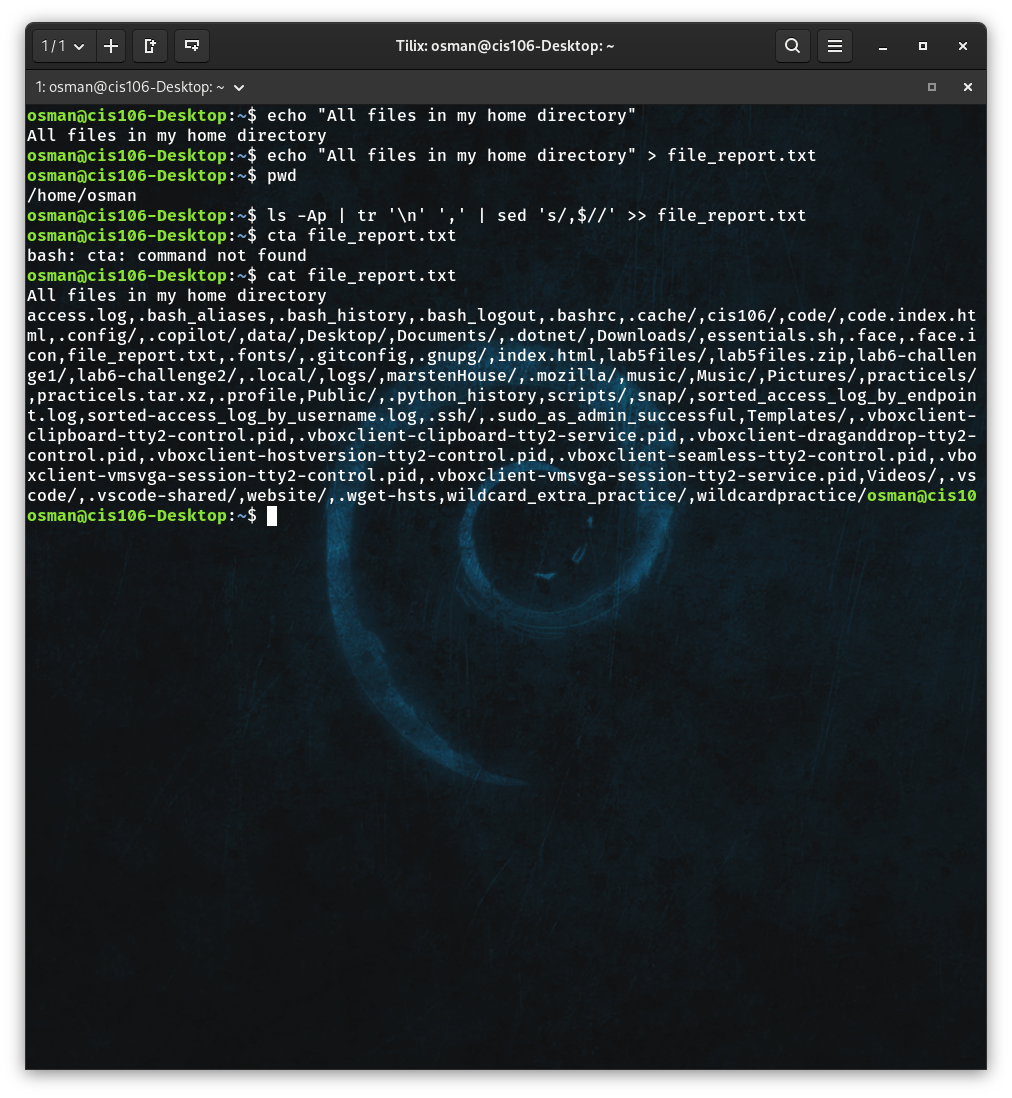 1 / 1
Tilix: osman@cis106-Desktop: ~
1: osman@cis106-Desktop: ~
osman@cis106-Desktop:~$ echo "All files in my home directory"
All files in my home directory
osman@cis106-Desktop:~$ echo "All files in my home directory" > file_report.txt
osman@cis106-Desktop:~$ pwd
/home/osman
osman@cis106-Desktop:~$ ls -Ap | tr '\n' ',' | sed 's/,$//' >> file_report.txt
osman@cis106-Desktop:~$ cta file_report.txt
bash: cta: command not found
osman@cis106-Desktop:~$ cat file_report.txt
All files in my home directory
access.log,.bash_aliases,.bash_history,.bash_logout,.bashrc,.cache/,cis106/,code/,code.index.ht
ml,.config/,.copilot/,data/,Desktop/,Documents/,.dotnet/,Downloads/,essentials.sh,.face,.face.i
con,file_report.txt,.fonts/,.gitconfig,.gnupg/,index.html,lab5files/,lab5files.zip,lab6-challen
ge1/,lab6-challenge2/,.local/,logs/,marstenHouse/,.mozilla/,music/,Music/,Pictures/,practicels/
,practicels.tar.xz,.profile,Public/,.python_history,scripts/,snap/,sorted_access_log_by_endpoin
t.log,sorted-access_log_by_username.log,.ssh/,.sudo_as_admin_successful,Templates/,.vboxclient-
clipboard-tty2-control.pid,.vboxclient-clipboard-tty2-service.pid,.vboxclient-draganddrop-tty2-
control.pid,.vboxclient-hostversion-tty2-control.pid,.vboxclient-seamless-tty2-control.pid,.vbo
xclient-vmsvga-session-tty2-control.pid,.vboxclient-vmsvga-session-tty2-service.pid,Videos/,.vs
code/,.vscode-shared/,website/,.wget-hsts,wildcard_extra_practice/,wildcardpractice/osman@cis10
osman@cis106-Desktop:~$